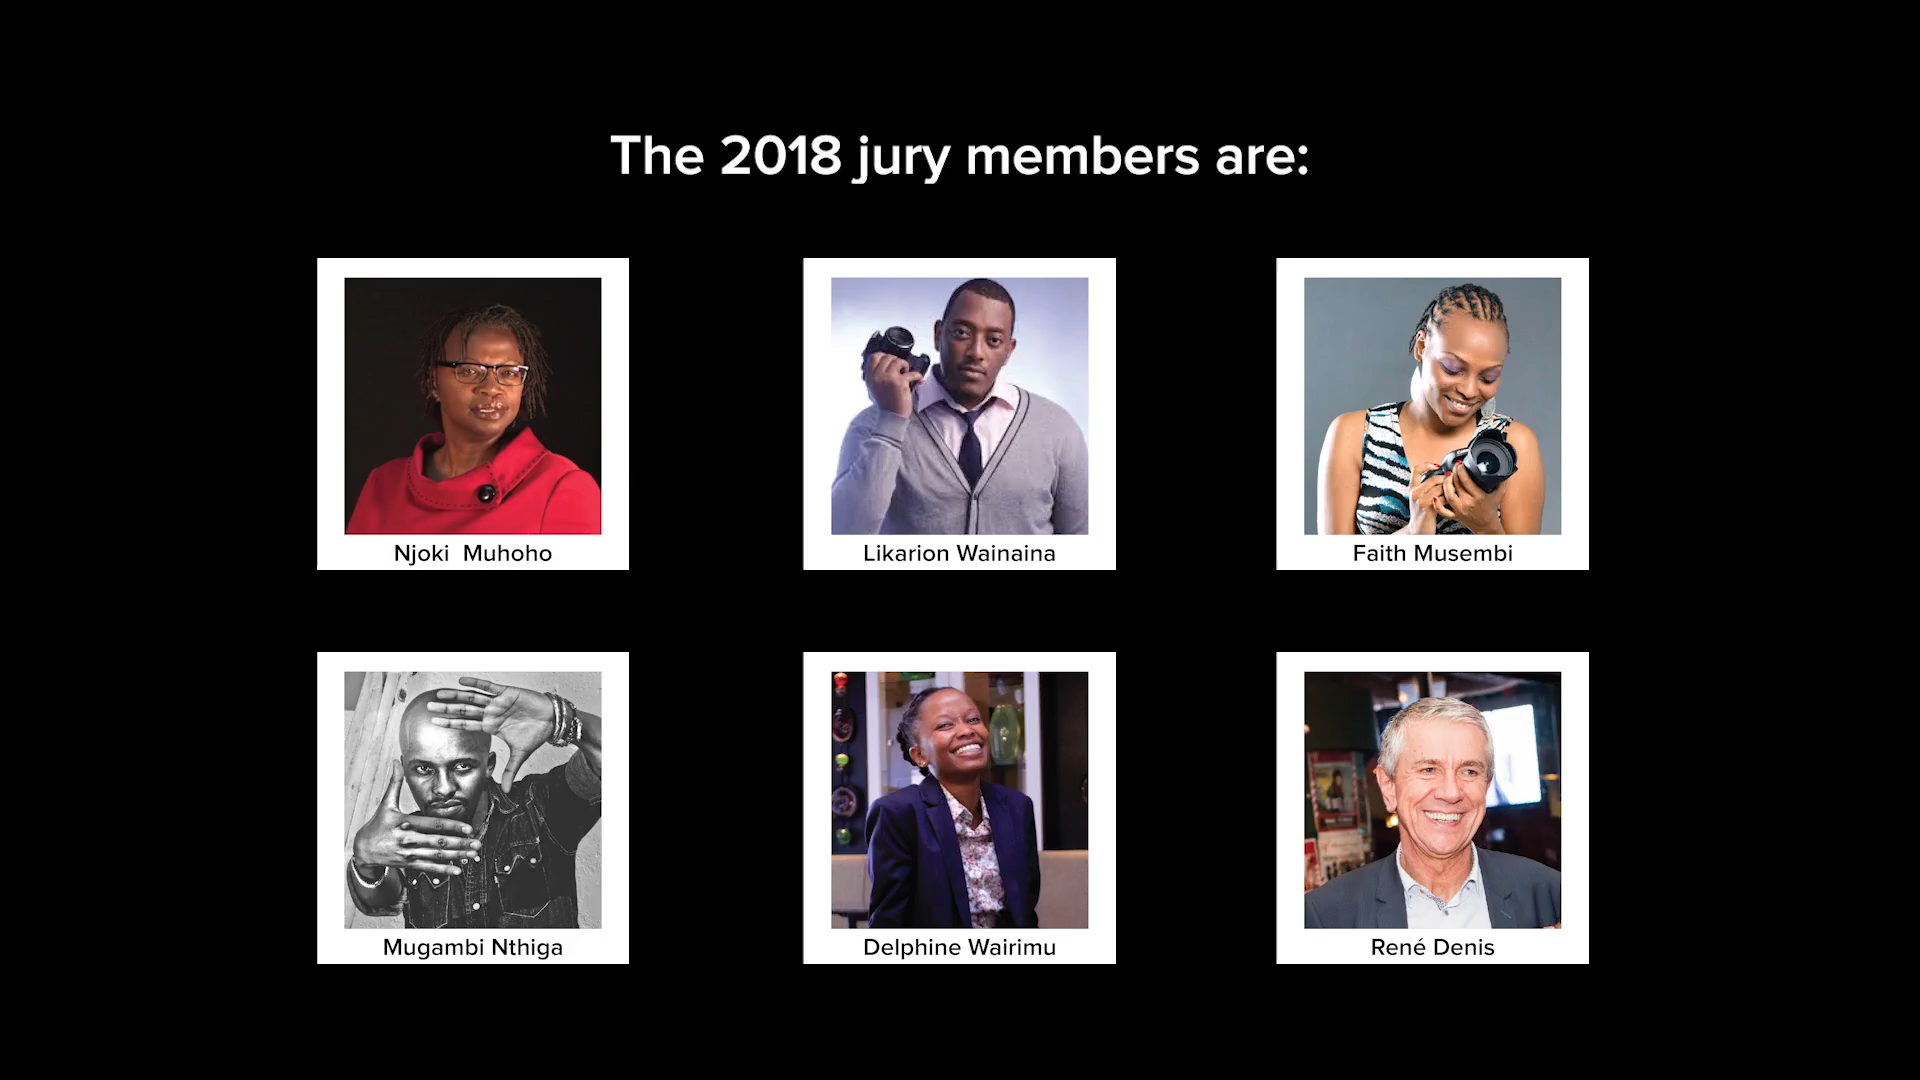 The 2018 jury members are:
Njoki Muhoho
Likarion Wainaina
Faith Musembi
Mugambi Nthiga
Delphine Wairimu
René Denis